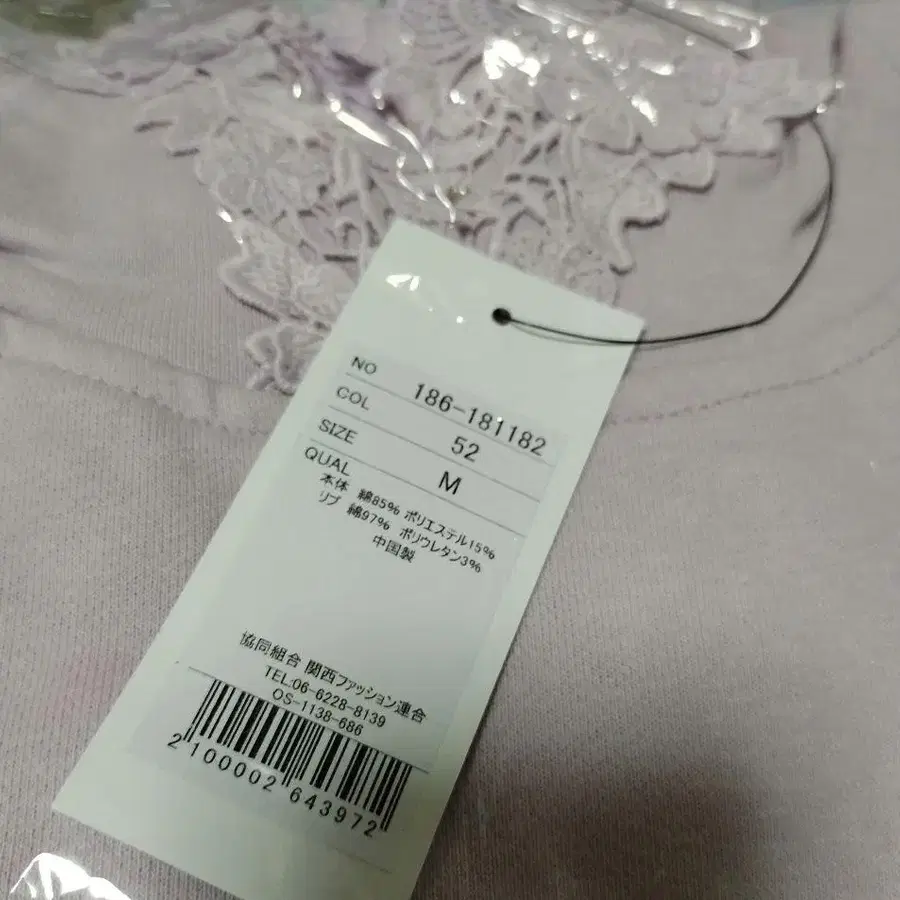 NO 186-181182
COL 52
SIZE M
QUAL
本体 綿85% ポリエステル15%
リブ 綿97% ポリウレタン3%
中国製
協同組合 関西ファッション連合
TEL:06-6228-8139
OS-1138-686
2100002643972